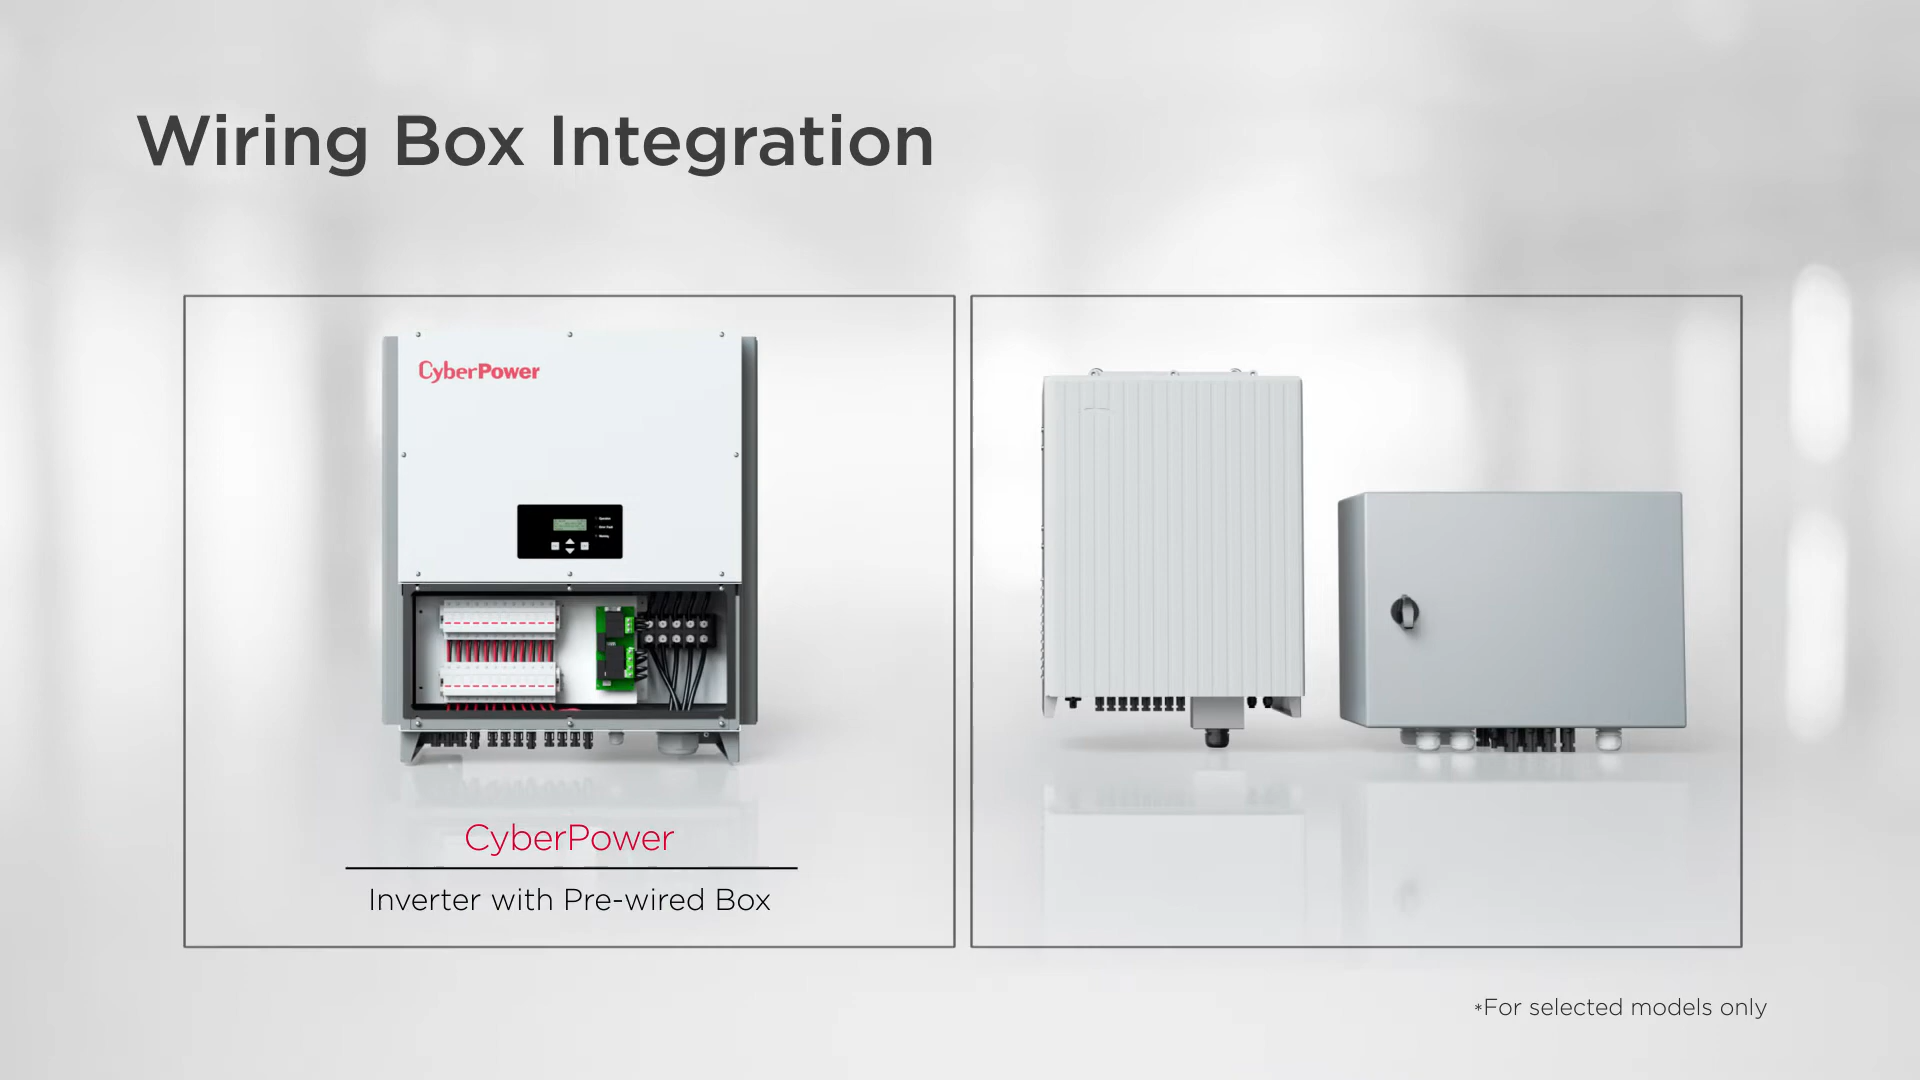 Wiring Box Integration
CyberPower
CyberPower
Inverter with Pre-wired Box
*For selected models only